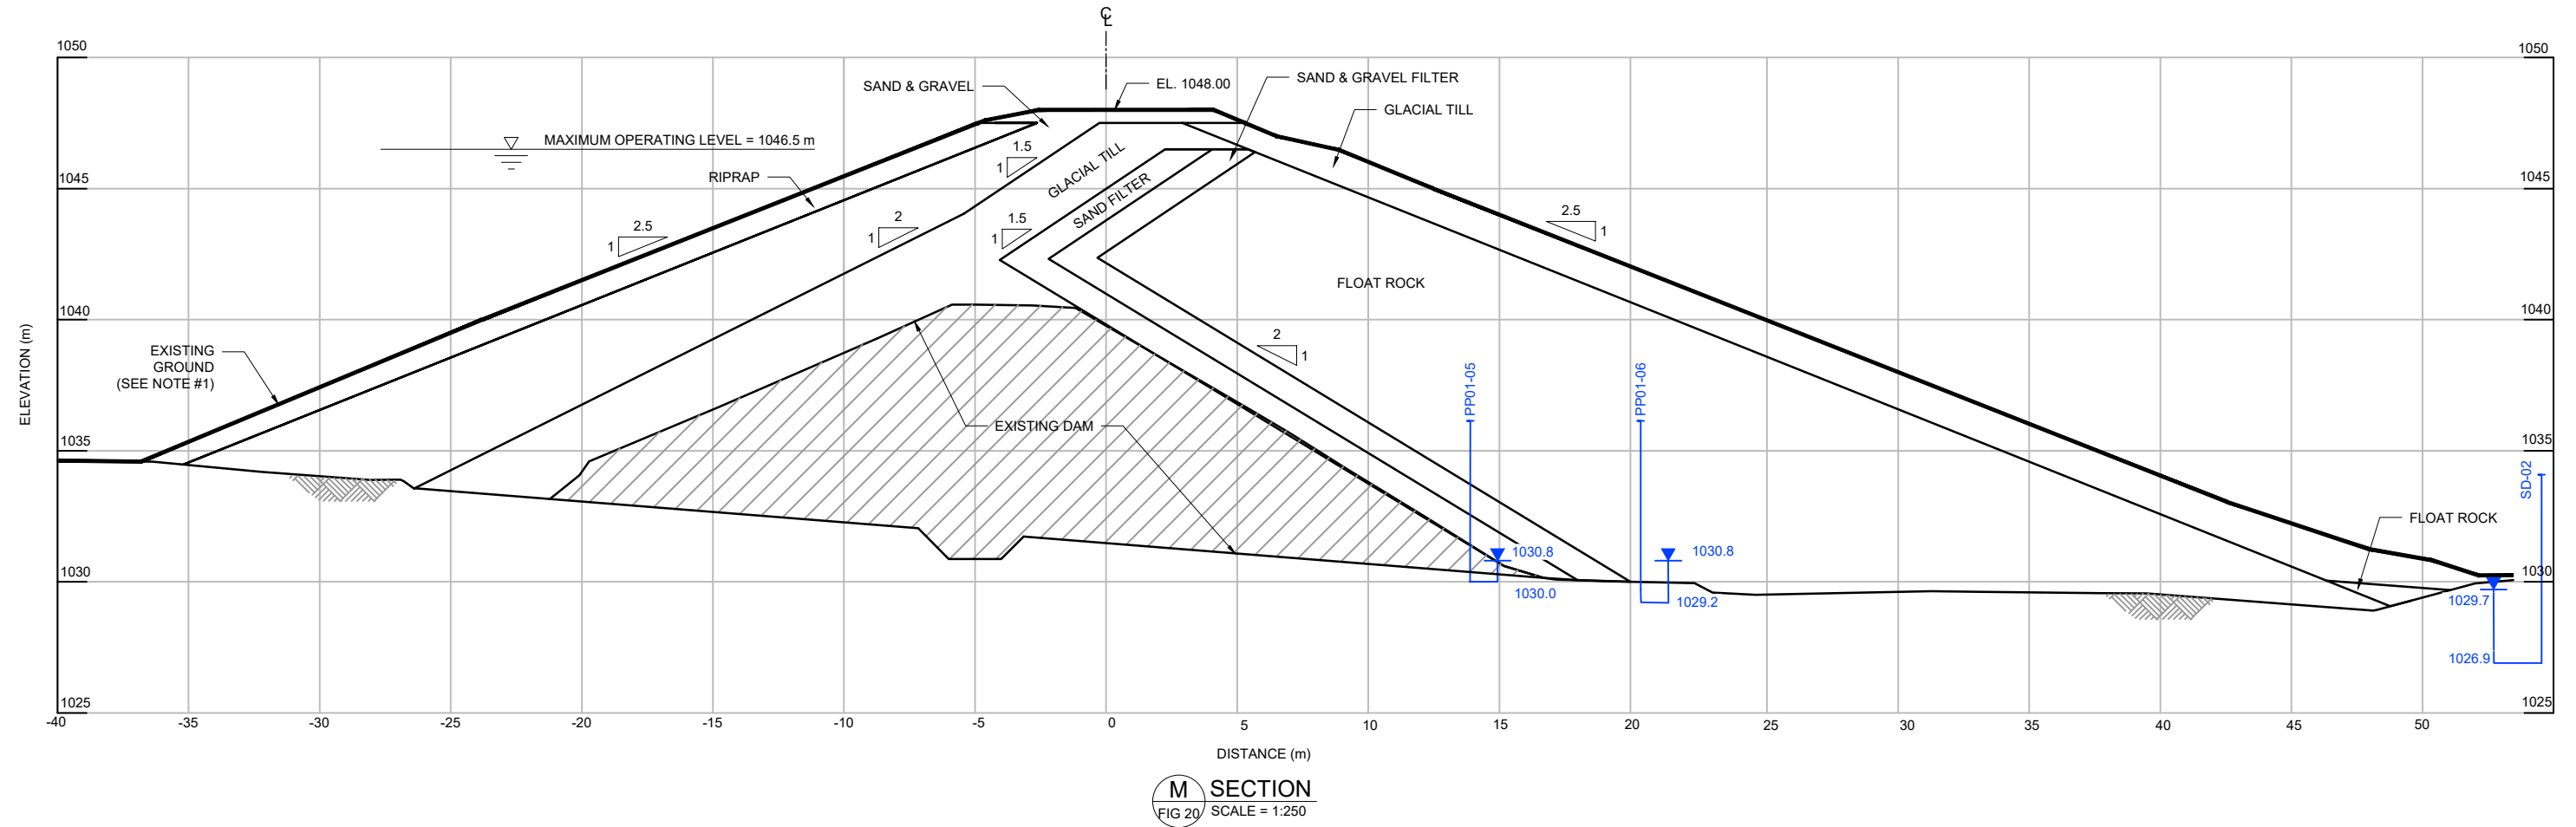 ℄
1050
1050
SAND & GRAVEL
EL. 1048.00
SAND & GRAVEL FILTER
GLACIAL TILL
MAXIMUM OPERATING LEVEL = 1046.5 m
1.5
1
GLACIAL TILL
RIPRAP
1045
1045
SAND FILTER
2.5
1
2
1
1.5
1
2.5
1
FLOAT ROCK
1040
1040
ELEVATION (m)
EXISTING
GROUND
(SEE NOTE #1)
2
1
PP01-05
PP01-06
EXISTING DAM
1035
1035
SD-02
FLOAT ROCK
1030.8
1030.8
1030
1030
1030.0
1029.2
1029.7
1026.9
1025
1025
-40
-35
-30
-25
-20
-15
-10
-5
0
5
10
15
20
25
30
35
40
45
50
DISTANCE (m)
M
FIG 20
SECTION
SCALE = 1:250